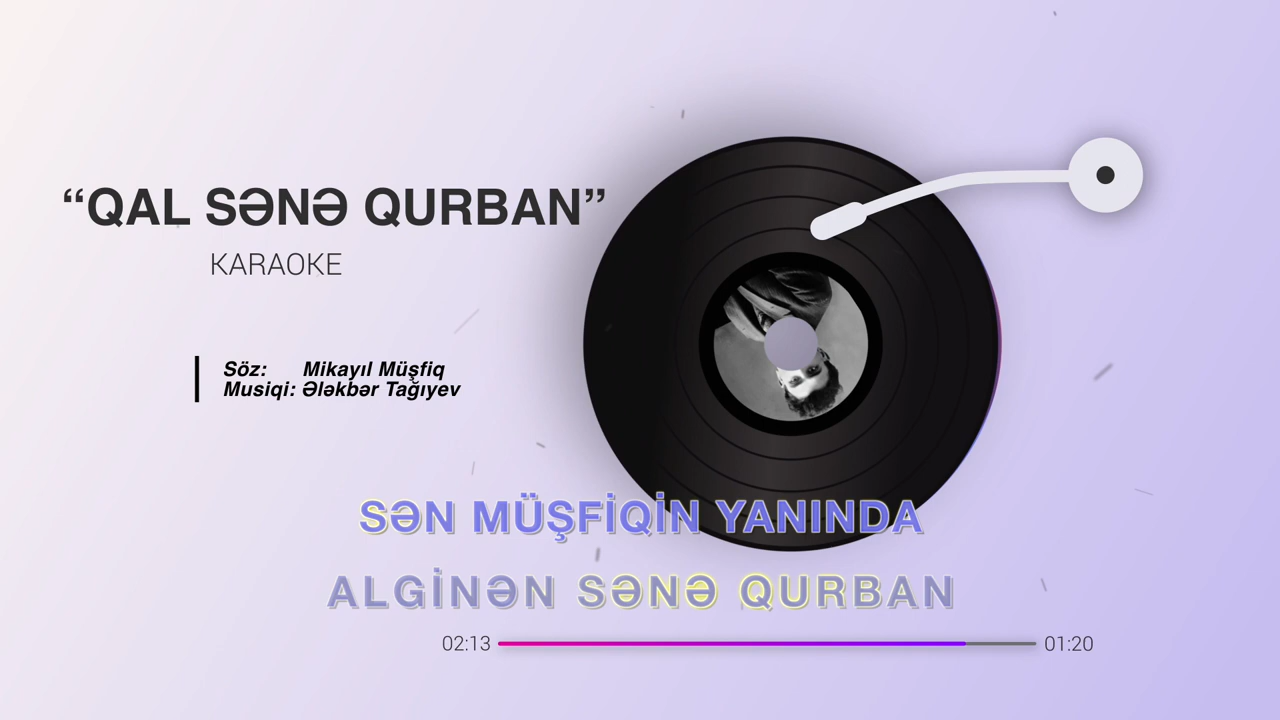 “QAL SƏNƏ QURBAN”
KARAOKE
Söz: Mikayıl Müşfiq
Musiqi: Ələkbər Tağıyev
SƏN MÜŞFİQİN YANINDA
ALGİNƏN SƏNƏ QURBAN
02:13 01:20